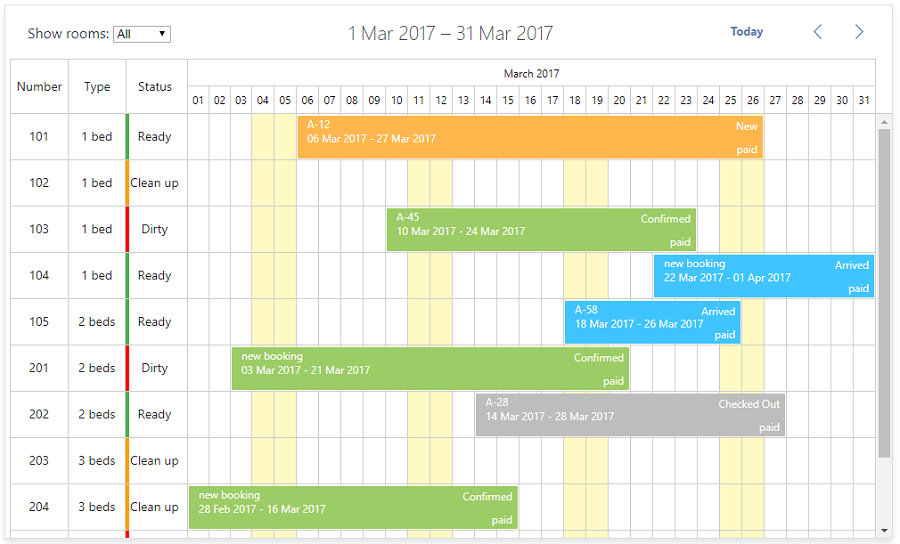 Show rooms: All
1 Mar 2017 – 31 Mar 2017
Today
Number Type Status March 2017
01 02 03 04 05 06 07 08 09 10 11 12 13 14 15 16 17 18 19 20 21 22 23 24 25 26 27 28 29 30 31
101 1 bed Ready
A-12 New
06 Mar 2017 - 27 Mar 2017
paid
102 1 bed Clean up
103 1 bed Dirty
A-45 Confirmed
10 Mar 2017 - 24 Mar 2017
paid
104 1 bed Ready
new booking Arrived
22 Mar 2017 - 01 Apr 2017
paid
105 2 beds Ready
A-58 Arrived
18 Mar 2017 - 26 Mar 2017
paid
201 2 beds Dirty
new booking Confirmed
03 Mar 2017 - 21 Mar 2017
paid
202 2 beds Ready
A-28 Checked Out
14 Mar 2017 - 28 Mar 2017
paid
203 3 beds Clean up
204 3 beds Clean up
new booking Confirmed
28 Feb 2017 - 16 Mar 2017
paid